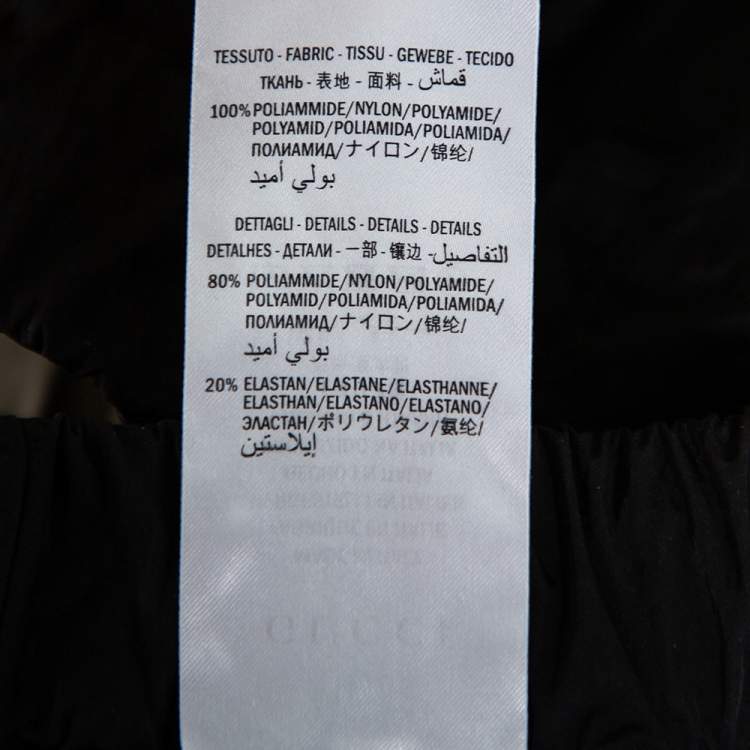 TESSUTO - FABRIC - TISSU - GEWEBE - TECIDO
ТКАНЬ - 表地 - 面料 - قماش
100% POLIAMMIDE/NYLON/POLYAMIDE/
POLYAMID/POLIAMIDA/POLIAMIDA/
ПОЛИАМИД/ナイロン/锦纶/
بولي أميد
DETTAGLI - DETAILS - DETAILS - DETAILS
DETALHES - ДЕТАЛИ - 一部 - 镶边 - التفاصيل
80% POLIAMMIDE/NYLON/POLYAMIDE/
POLYAMID/POLIAMIDA/POLIAMIDA/
ПОЛИАМИД/ナイロン/锦纶/
بولي أميد
20% ELASTAN/ELASTANE/ELASTHANNE/
ELASTHAN/ELASTANO/ELASTANO/
ЭЛАСТАН/ポリウレタン/氨纶/
إيلاستين